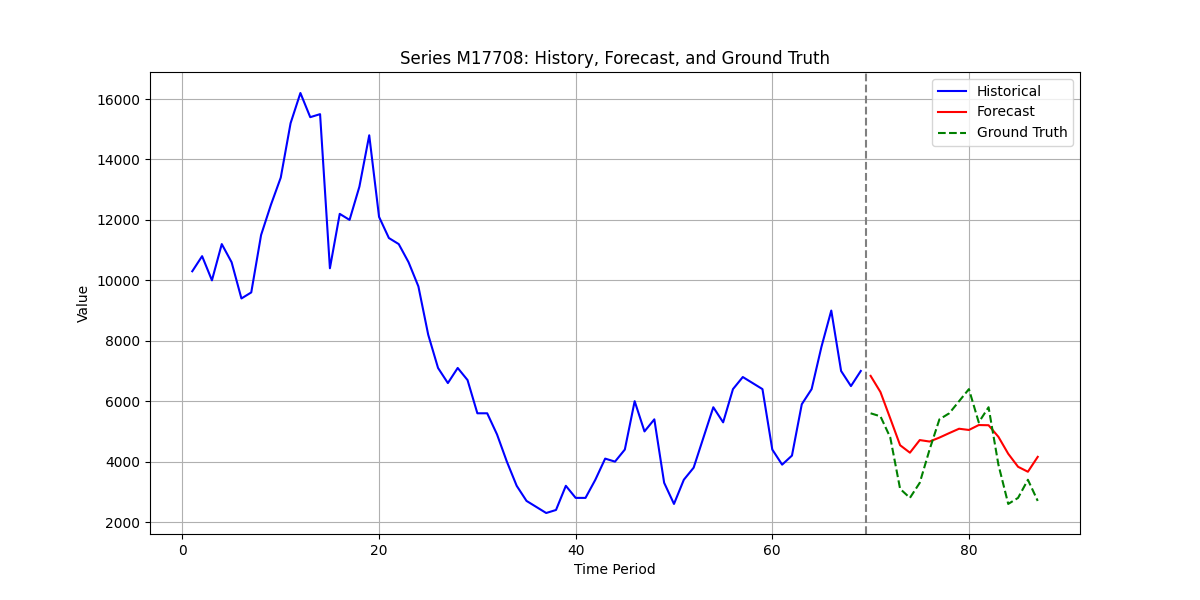 Series M17708: History, Forecast, and Ground Truth
Historical
Forecast
Ground Truth
Value
16000
14000
12000
10000
8000
6000
4000
2000
0
20
40
60
80
Time Period